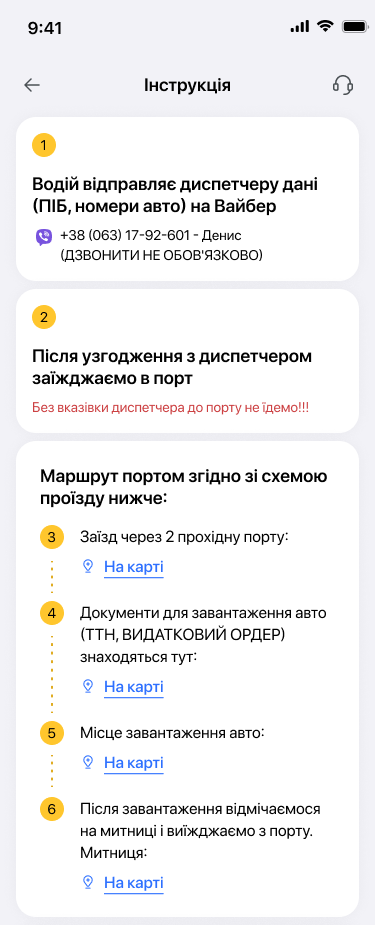 9:41
Інструкція
1
Водій відправляє диспетчеру дані
(ПІБ, номери авто) на Вайбер
+38 (063) 17-92-601 - Денис
(ДЗВОНИТИ НЕ ОБОВ'ЯЗКОВО)
2
Після узгодження з диспетчером
заїжджаємо в порт
Без вказівки диспетчера до порту не їдемо!!!
Маршрут портом згідно зі схемою
проїзду нижче:
3
Заїзд через 2 прохідну порту:
На карті
4
Документи для завантаження авто
(ТТН, ВИДАТКОВИЙ ОРДЕР)
знаходяться тут:
На карті
5
Місце завантаження авто:
На карті
6
Після завантаження відмічаємося
на митниці і виїжджаємо з порту.
Митниця:
На карті